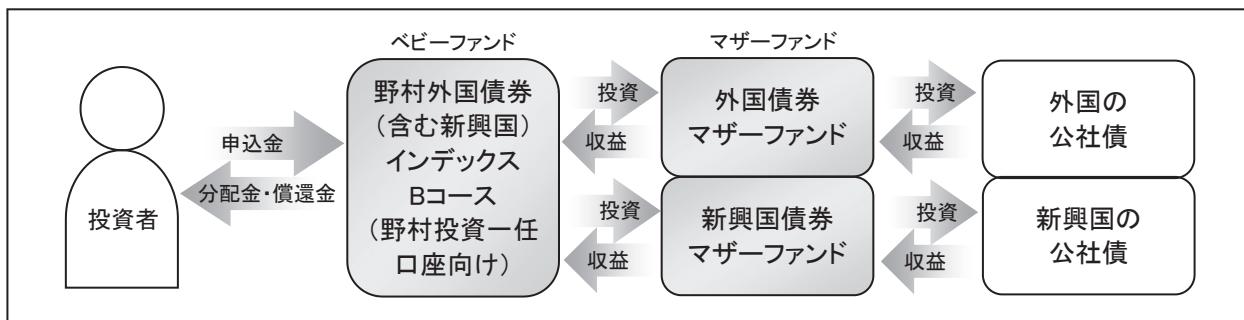 ベビーファンド
マザーファンド
投資者
申込金
分配金・償還金
野村外国債券
(含む新興国)
インデックス
Bコース
(野村投資一任
口座向け)
投資
収益
投資
収益
外国債券
マザーファンド
新興国債券
マザーファンド
投資
収益
投資
収益
外国の
公社債
新興国の
公社債